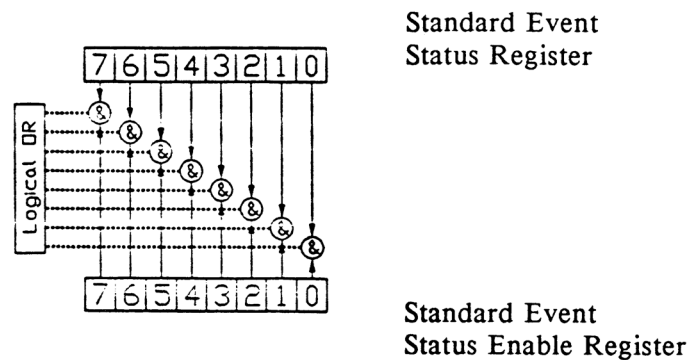 Standard Event
Status Register
7 6 5 4 3 2 1 0
Logical OR
& & & & & & & &
7 6 5 4 3 2 1 0
Standard Event
Status Enable Register